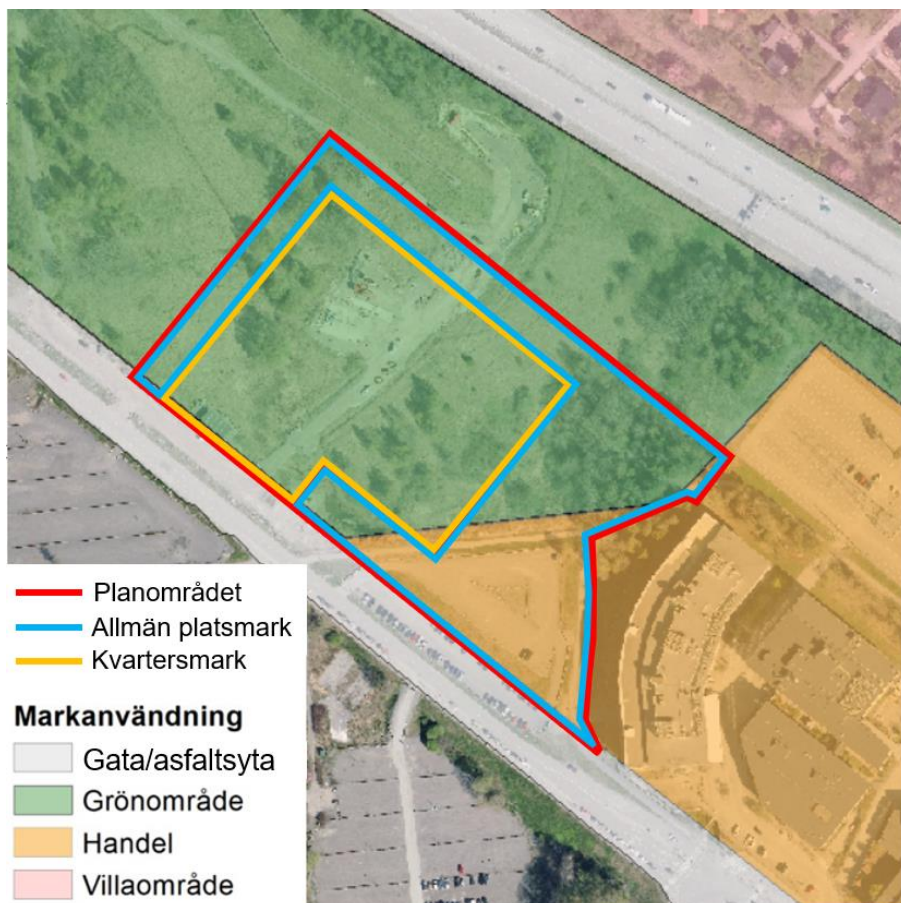 Planområdet
Allmän platsmark
Kvartersmark
Markanvändning
Gata/asfaltsyta
Grönområde
Handel
Villaområde